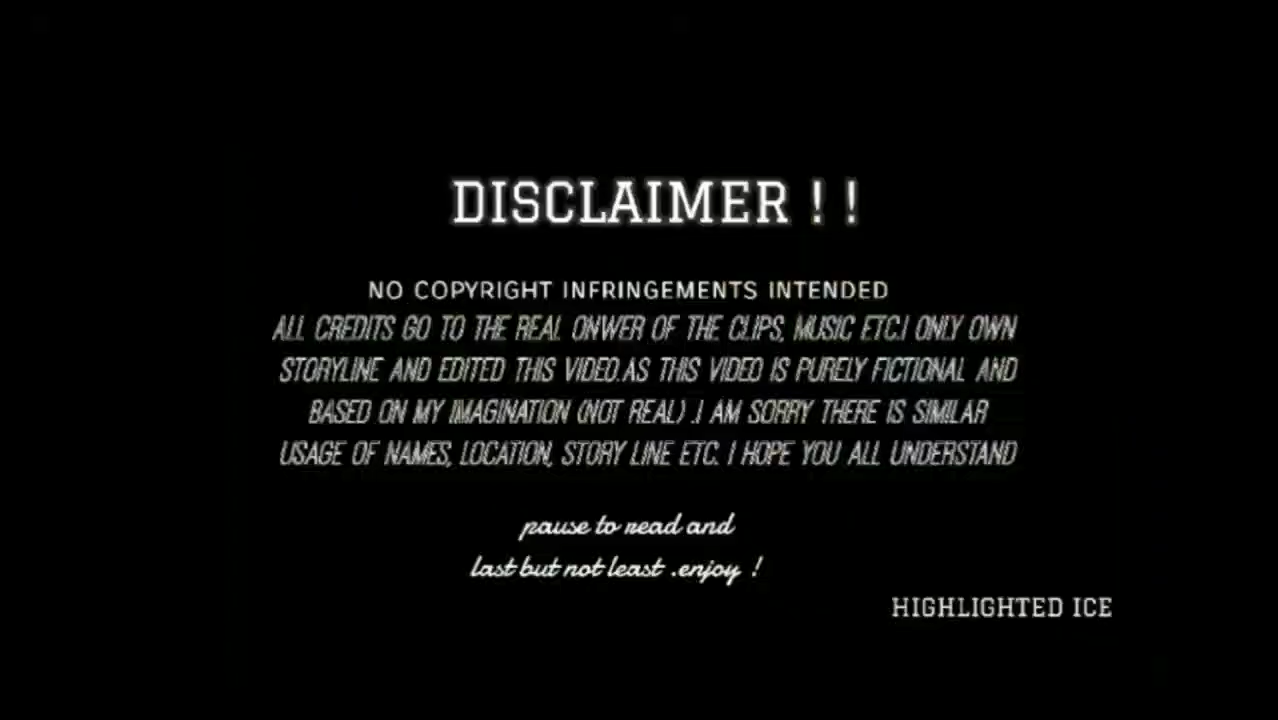 DISCLAIMER ! !
NO COPYRIGHT INFRINGEMENTS INTENDED
ALL CREDITS GO TO THE REAL ONWER OF THE CLIPS, MUSIC ETC.I ONLY OWN
STORYLINE AND EDITED THIS VIDEO.AS THIS VIDEO IS PURELY FICTIONAL AND
BASED ON MY IMAGINATION (NOT REAL) .I AM SORRY THERE IS SIMILAR
USAGE OF NAMES, LOCATION, STORY LINE ETC. I HOPE YOU ALL UNDERSTAND
pause to read and
last but not least .enjoy !
HIGHLIGHTED ICE